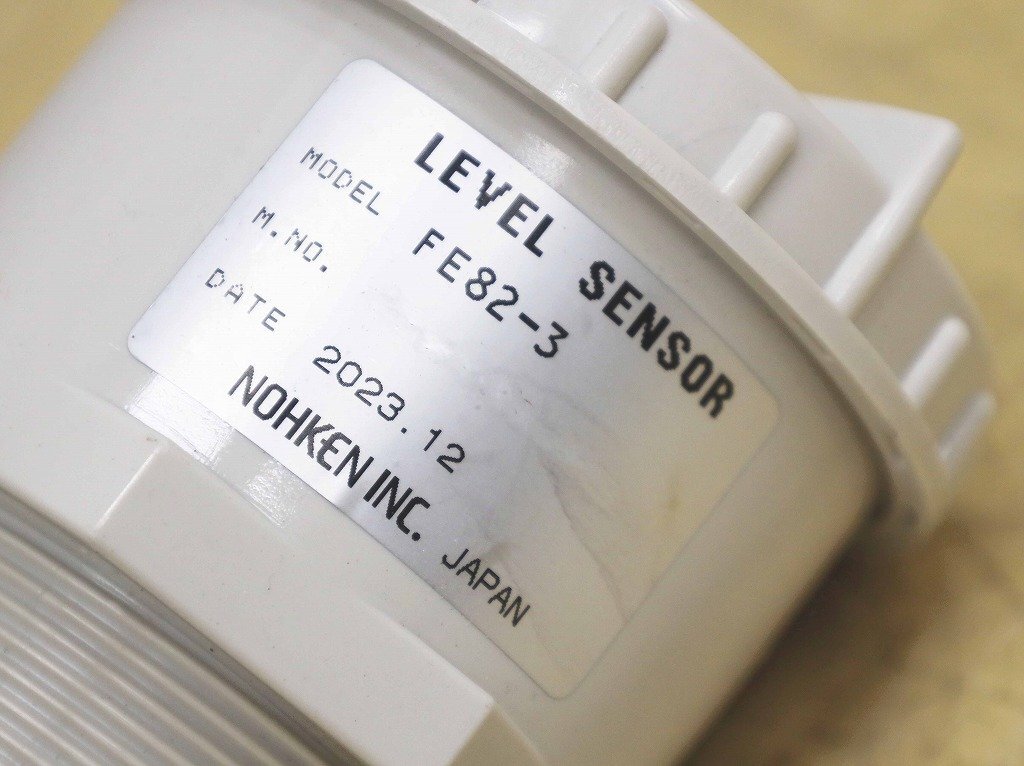 LEVEL SENSOR
MODEL FE82-3
M.NO.
DATE 2023.12
NOHKEN INC. JAPAN